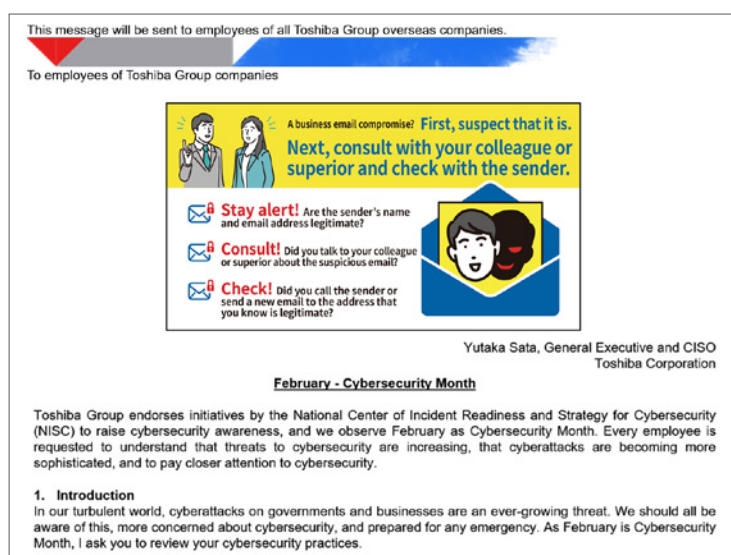 This message will be sent to employees of all Toshiba Group overseas companies.
To employees of Toshiba Group companies
A business email compromise? First, suspect that it is.
Next, consult with your colleague or
superior and check with the sender.
Stay alert! Are the sender's name
and email address legitimate?
Consult! Did you talk to your colleague
or superior about the suspicious email?
Check! Did you call the sender or
send a new email to the address that
you know is legitimate?
Yutaka Sata, General Executive and CISO
Toshiba Corporation
February - Cybersecurity Month
Toshiba Group endorses initiatives by the National Center of Incident Readiness and Strategy for Cybersecurity
(NISC) to raise cybersecurity awareness, and we observe February as Cybersecurity Month. Every employee is
requested to understand that threats to cybersecurity are increasing, that cyberattacks are becoming more
sophisticated, and to pay closer attention to cybersecurity.
1. Introduction
In our turbulent world, cyberattacks on governments and businesses are an ever-growing threat. We should all be
aware of this, more concerned about cybersecurity, and prepared for any emergency. As February is Cybersecurity
Month, I ask you to review your cybersecurity practices.